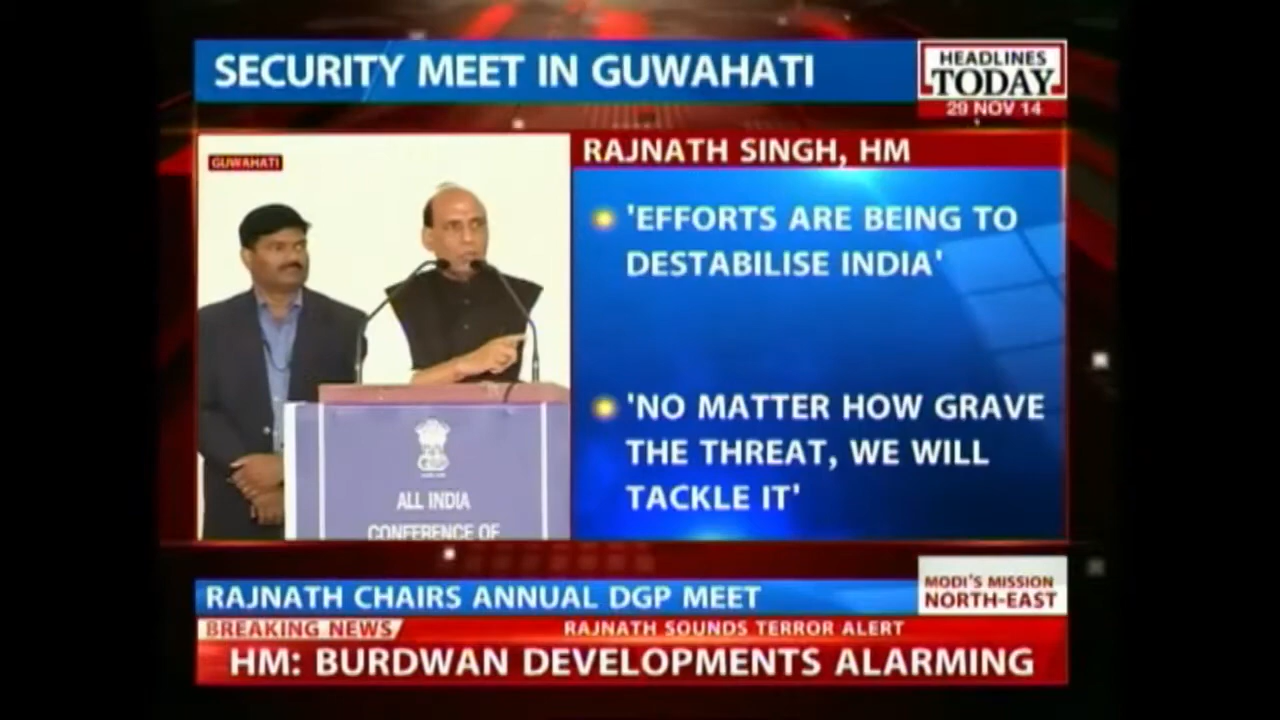 SECURITY MEET IN GUWAHATI
HEADLINES
TODAY
29 NOV 14
GUWAHATI
RAJNATH SINGH, HM
'EFFORTS ARE BEING TO
DESTABILISE INDIA'
'NO MATTER HOW GRAVE
THE THREAT, WE WILL
TACKLE IT'
ALL INDIA
CONFERENCE OF
RAJNATH CHAIRS ANNUAL DGP MEET
MODI'S MISSION
NORTH-EAST
BREAKING NEWS
RAJNATH SOUNDS TERROR ALERT
HM: BURDWAN DEVELOPMENTS ALARMING